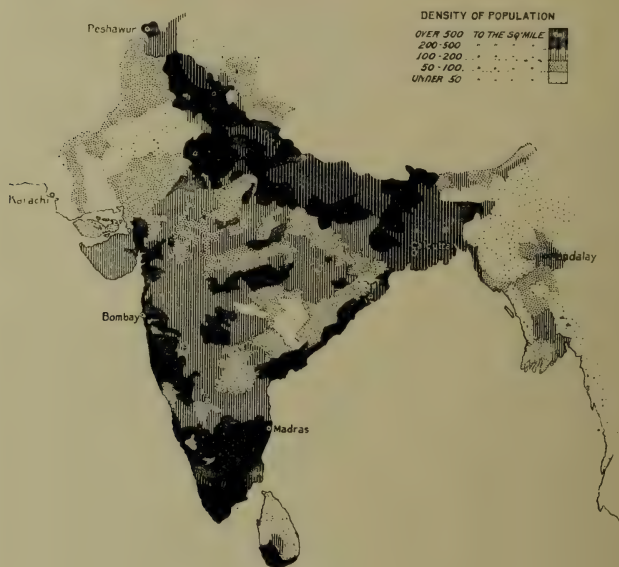 DENSITY OF POPULATION
OVER 500 TO THE SQ MILE
200-500 " " " "
100-200 " " " "
50-100 " " " "
UNDER 50 " " " "
Peshawur
Karachi
Bombay
Madras